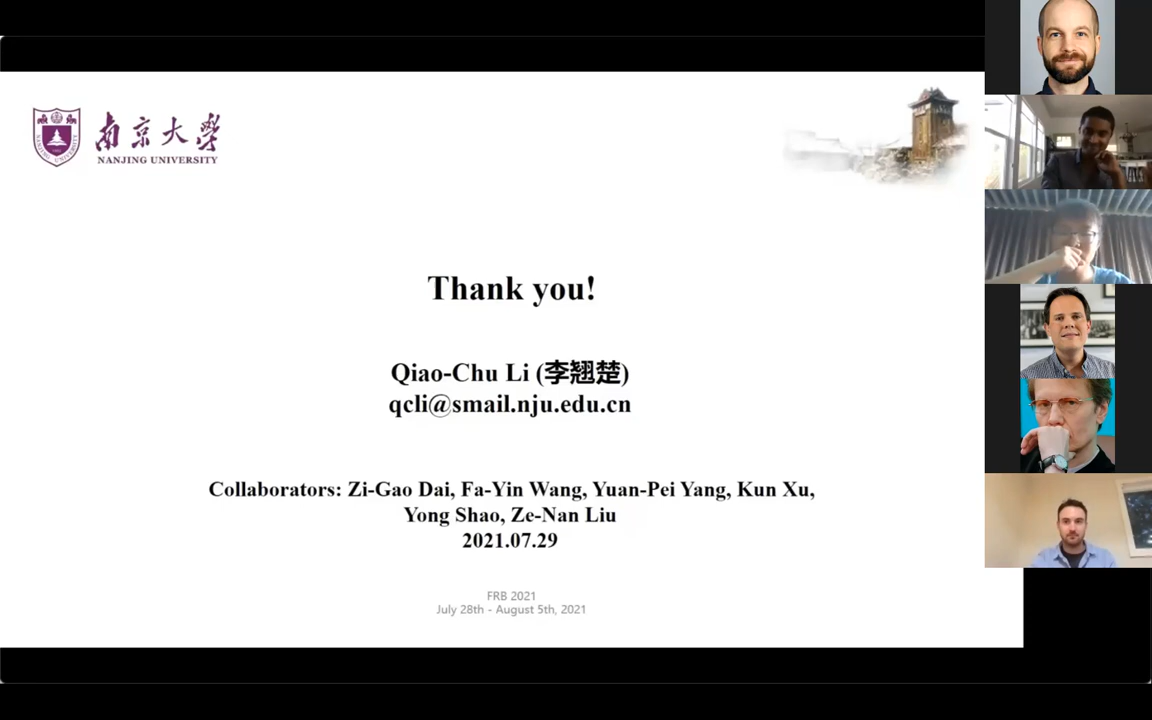 南京大學
NANJING UNIVERSITY
Thank you!
Qiao-Chu Li (李翘楚)
qcli@smail.nju.edu.cn
Collaborators: Zi-Gao Dai, Fa-Yin Wang, Yuan-Pei Yang, Kun Xu,
Yong Shao, Ze-Nan Liu
2021.07.29
FRB 2021
July 28th - August 5th, 2021